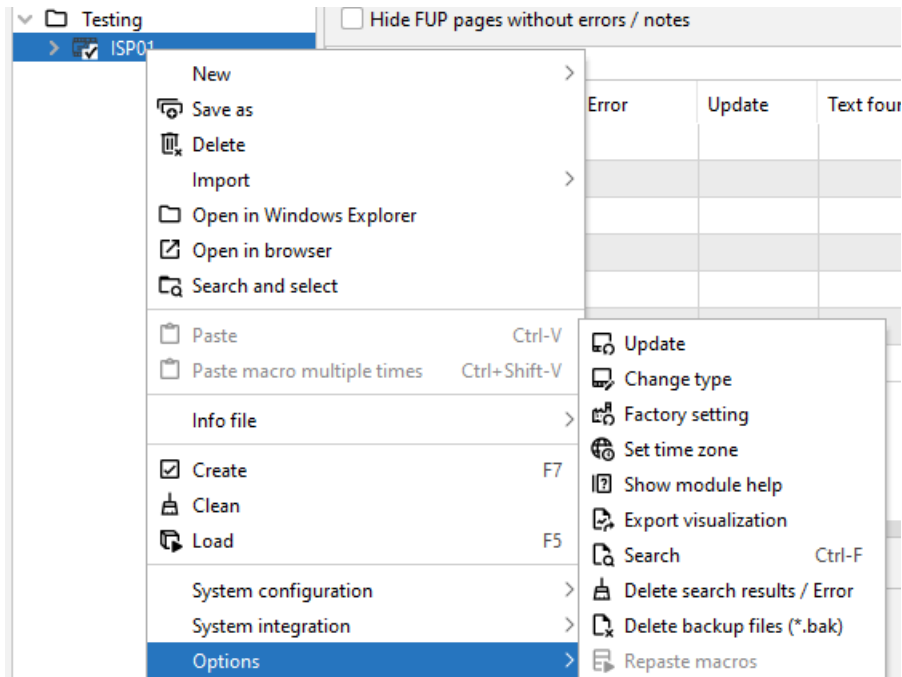 Testing
Hide FUP pages without errors / notes
ISP01
New
Error
Update
Save as
Delete
Import
Open in Windows Explorer
Open in browser
Search and select
Paste Ctrl-V
Paste macro multiple times Ctrl+Shift-V
Info file
Create F7
Clean
Load F5
System configuration
System integration
Options
Update
Change type
Factory setting
Set time zone
Show module help
Export visualization
Search Ctrl-F
Delete search results / Error
Delete backup files (*.bak)
Repaste macros